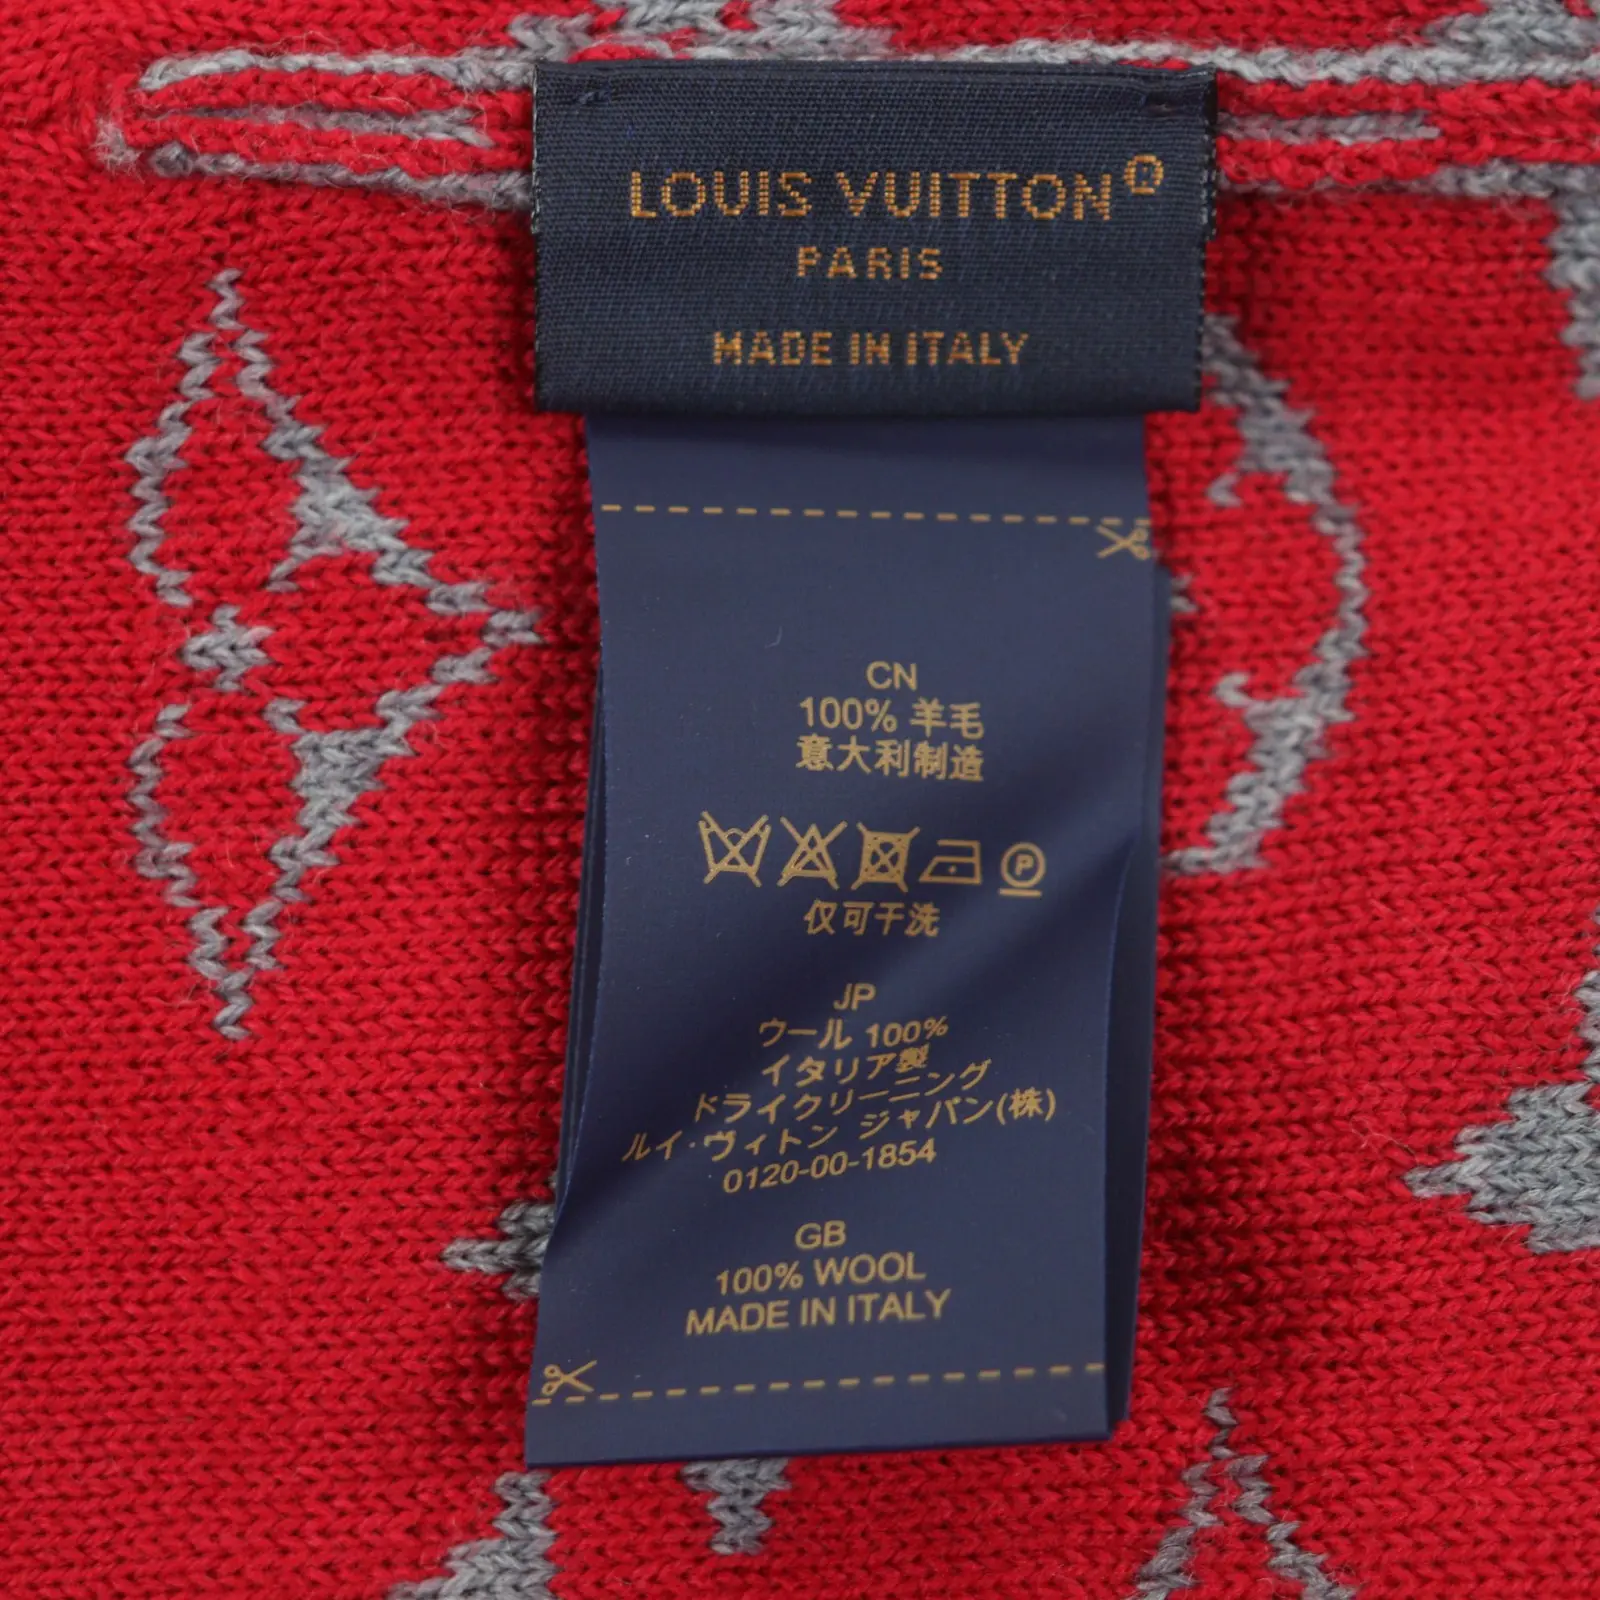 LOUIS VUITTON®
PARIS
MADE IN ITALY
CN
100% 羊毛
意大利制造
P
仅可干洗
JP
ウール 100%
イタリア製
ドライクリーニング
ルイ·ヴィトン ジャパン(株)
0120-00-1854
GB
100% WOOL
MADE IN ITALY